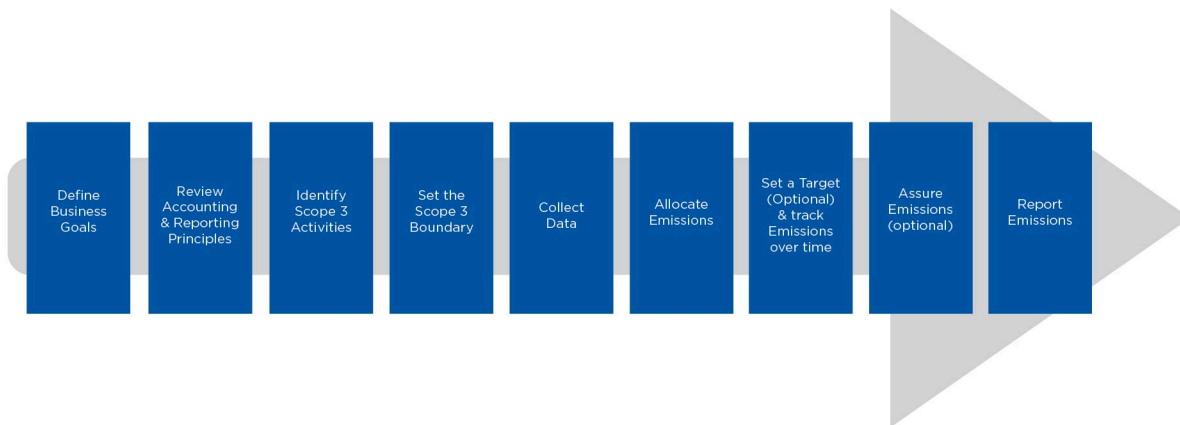 Define
Business
Goals
Review
Accounting
& Reporting
Principles
Identify
Scope 3
Activities
Set the
Scope 3
Boundary
Collect
Data
Allocate
Emissions
Set a Target
(Optional)
& track
Emissions
over time
Assure
Emissions
(optional)
Report
Emissions